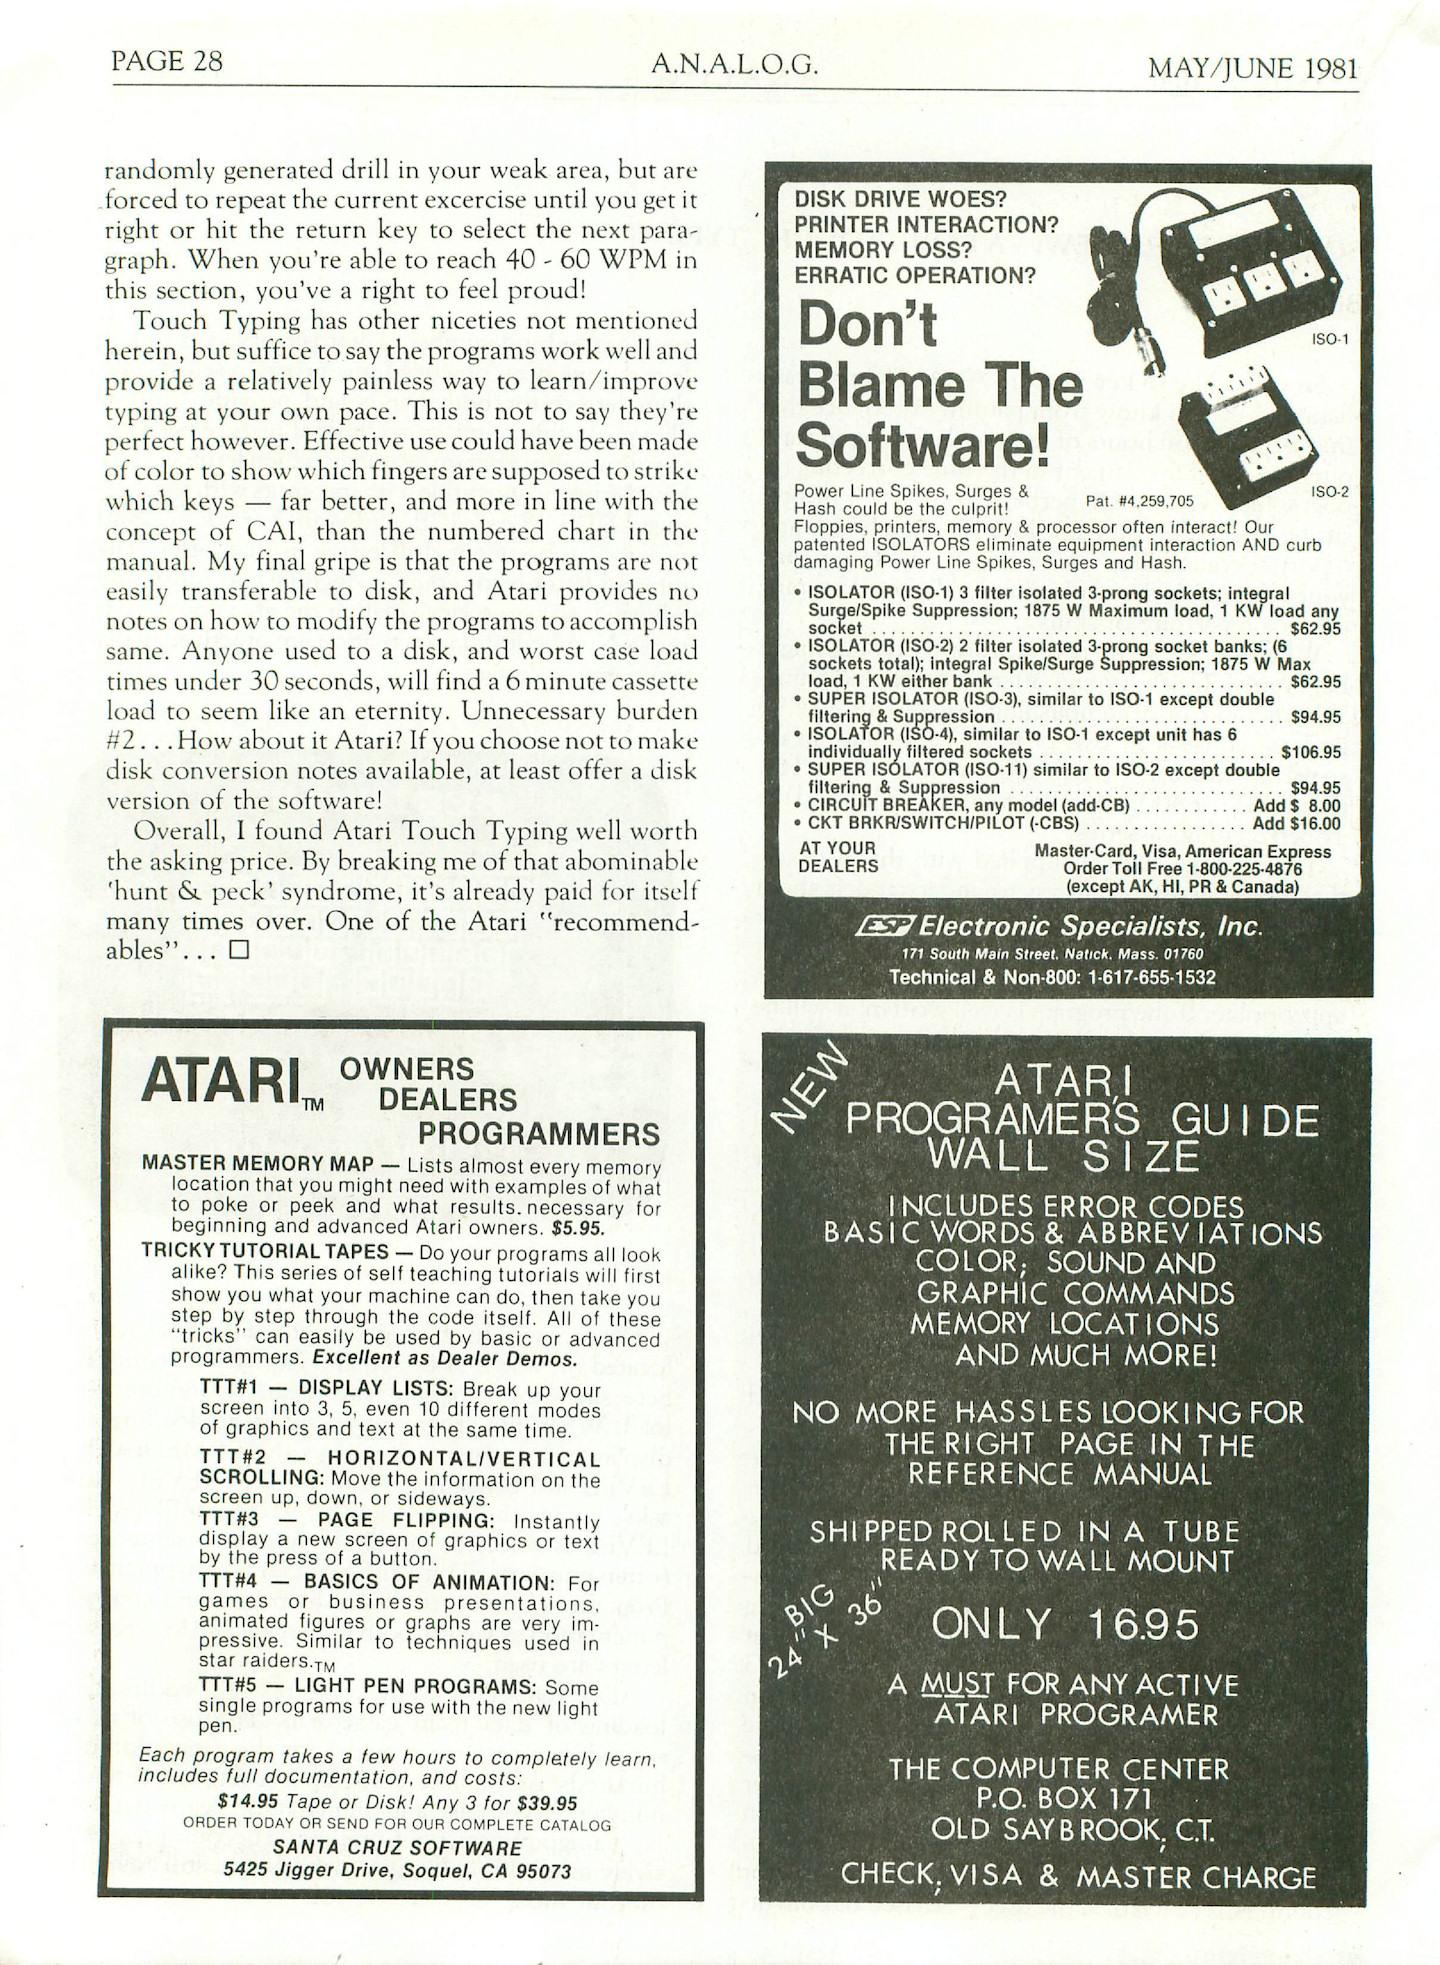 PAGE 28
A.N.A.L.O.G.
MAY/JUNE 1981
randomly generated drill in your weak area, but are
forced to repeat the current excercise until you get it
right or hit the return key to select the next para-
graph. When you're able to reach 40 - 60 WPM in
this section, you've a right to feel proud!
Touch Typing has other niceties not mentioned
herein, but suffice to say the programs work well and
provide a relatively painless way to learn/improve
typing at your own pace. This is not to say they're
perfect however. Effective use could have been made
of color to show which fingers are supposed to strike
which keys — far better, and more in line with the
concept of CAI, than the numbered chart in the
manual. My final gripe is that the programs are not
easily transferable to disk, and Atari provides no
notes on how to modify the programs to accomplish
same. Anyone used to a disk, and worst case load
times under 30 seconds, will find a 6 minute cassette
load to seem like an eternity. Unnecessary burden
#2...How about it Atari? If you choose not to make
disk conversion notes available, at least offer a disk
version of the software!
Overall, I found Atari Touch Typing well worth
the asking price. By breaking me of that abominable
'hunt & peck' syndrome, it's already paid for itself
many times over. One of the Atari "recommend-
ables"... □
DISK DRIVE WOES?
PRINTER INTERACTION?
MEMORY LOSS?
ERRATIC OPERATION?
Don't
Blame The
Software!
ISO-1
ISO-2
Pat. #4,259,705
Power Line Spikes, Surges &
Hash could be the culprit!
Floppies, printers, memory & processor often interact! Our
patented ISOLATORS eliminate equipment interaction AND curb
damaging Power Line Spikes, Surges and Hash.
• ISOLATOR (ISO-1) 3 filter isolated 3-prong sockets; integral
Surge/Spike Suppression; 1875 W Maximum load, 1 KW load any
socket ........................................ $62.95
• ISOLATOR (ISO-2) 2 filter isolated 3-prong socket banks; (6
sockets total); integral Spike/Surge Suppression; 1875 W Max
load, 1 KW either bank ............................ $62.95
• SUPER ISOLATOR (ISO-3), similar to ISO-1 except double
filtering & Suppression ............................ $94.95
• ISOLATOR (ISO-4), similar to ISO-1 except unit has 6
individually filtered sockets ........................ $106.95
• SUPER ISOLATOR (ISO-11) similar to ISO-2 except double
filtering & Suppression ........................... $94.95
• CIRCUIT BREAKER, any model (add-CB) ........... Add $ 8.00
• CKT BRKR/SWITCH/PILOT (-CBS) ................ Add $16.00
AT YOUR
DEALERS
Master-Card, Visa, American Express
Order Toll Free 1-800-225-4876
(except AK, HI, PR & Canada)
ESP Electronic Specialists, Inc.
171 South Main Street, Natick, Mass. 01760
Technical & Non-800: 1-617-655-1532
ATARI TM
OWNERS
DEALERS
PROGRAMMERS
MASTER MEMORY MAP — Lists almost every memory
location that you might need with examples of what
to poke or peek and what results. necessary for
beginning and advanced Atari owners. $5.95.
TRICKY TUTORIAL TAPES — Do your programs all look
alike? This series of self teaching tutorials will first
show you what your machine can do, then take you
step by step through the code itself. All of these
"tricks" can easily be used by basic or advanced
programmers. Excellent as Dealer Demos.
TTT#1 — DISPLAY LISTS: Break up your
screen into 3, 5, even 10 different modes
of graphics and text at the same time.
TTT#2 — HORIZONTAL/VERTICAL
SCROLLING: Move the information on the
screen up, down, or sideways.
TTT#3 — PAGE FLIPPING: Instantly
display a new screen of graphics or text
by the press of a button.
TTT#4 — BASICS OF ANIMATION: For
games or business presentations,
animated figures or graphs are very im-
pressive. Similar to techniques used in
star raiders.TM
TTT#5 — LIGHT PEN PROGRAMS: Some
single programs for use with the new light
pen.
Each program takes a few hours to completely learn,
includes full documentation, and costs:
$14.95 Tape or Disk! Any 3 for $39.95
ORDER TODAY OR SEND FOR OUR COMPLETE CATALOG
SANTA CRUZ SOFTWARE
5425 Jigger Drive, Soquel, CA 95073
NEW
ATARI
PROGRAMER'S GUIDE
WALL SIZE
INCLUDES ERROR CODES
BASIC WORDS & ABBREVIATIONS
COLOR, SOUND AND
GRAPHIC COMMANDS
MEMORY LOCATIONS
AND MUCH MORE!
NO MORE HASSLES LOOKING FOR
THE RIGHT PAGE IN THE
REFERENCE MANUAL
SHIPPED ROLLED IN A TUBE
READY TO WALL MOUNT
BIG
24" X 36"
ONLY 16.95
A MUST FOR ANY ACTIVE
ATARI PROGRAMER
THE COMPUTER CENTER
P.O. BOX 171
OLD SAYBROOK, C.T.
CHECK, VISA & MASTER CHARGE